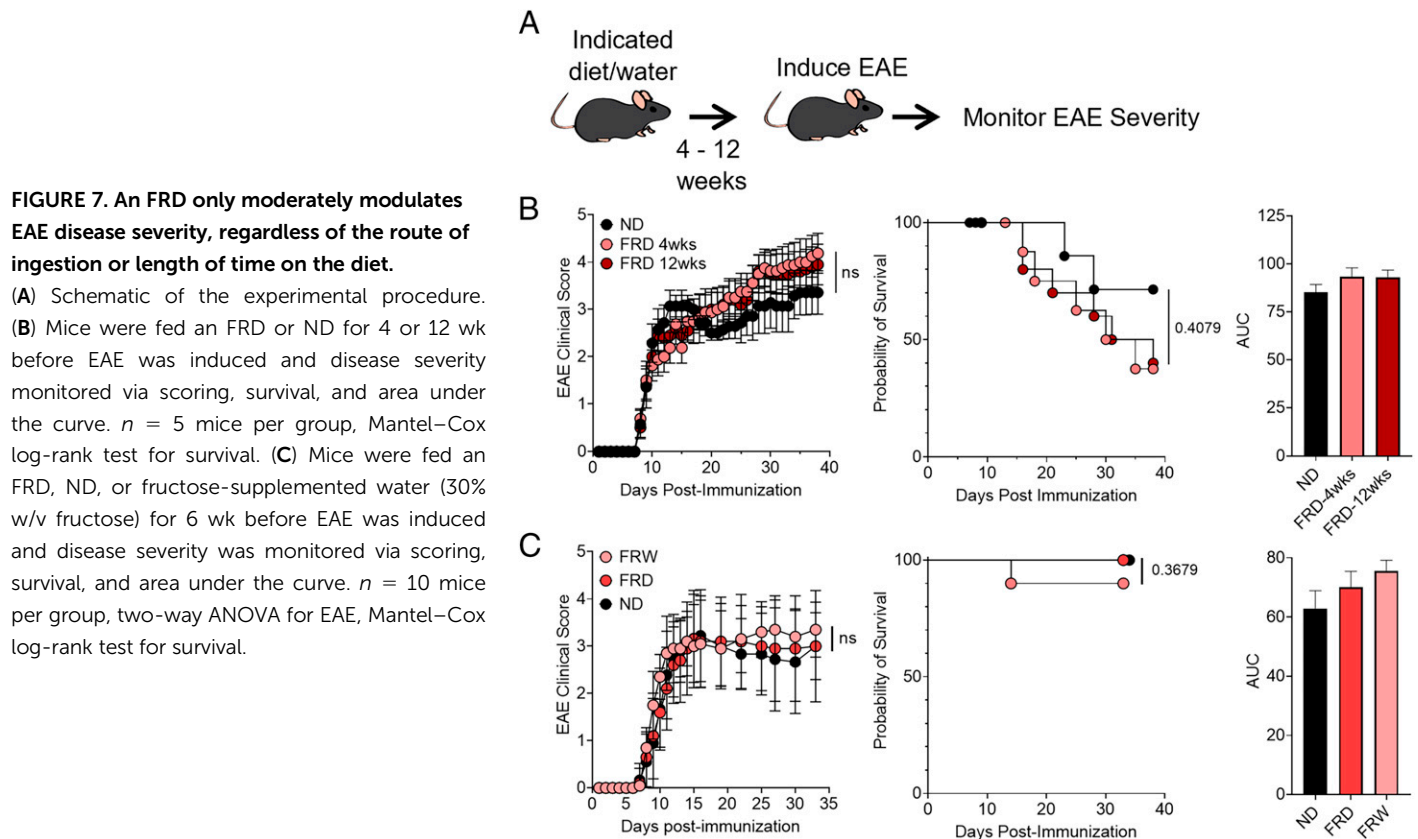 FIGURE 7. An FRD only moderately modulates
EAE disease severity, regardless of the route of
ingestion or length of time on the diet.
(A) Schematic of the experimental procedure.
(B) Mice were fed an FRD or ND for 4 or 12 wk
before EAE was induced and disease severity
monitored via scoring, survival, and area under
the curve. n = 5 mice per group, Mantel–Cox
log-rank test for survival. (C) Mice were fed an
FRD, ND, or fructose-supplemented water (30%
w/v fructose) for 6 wk before EAE was induced
and disease severity was monitored via scoring,
survival, and area under the curve. n = 10 mice
per group, two-way ANOVA for EAE, Mantel–Cox
log-rank test for survival.
A
Indicated
diet/water
4 - 12
weeks
Induce EAE
Monitor EAE Severity
B
EAE Clinical Score
5
4
3
2
1
0
ND
FRD 4wks
FRD 12wks
ns
0 10 20 30 40
Days Post-Immunization
Probability of Survival
100
50
0
0.4079
0 10 20 30 40
Days Post Immunization
AUC
125
100
75
50
25
0
ND
FRD-4wks
FRD-12wks
C
EAE Clinical Score
5
4
3
2
1
0
FRW
FRD
ND
ns
0 5 10 15 20 25 30 35
Days post-immunization
Probability of Survival
100
50
0
0.3679
0 10 20 30 40
Days Post-Immunization
AUC
80
60
40
20
0
ND
FRD
FRW